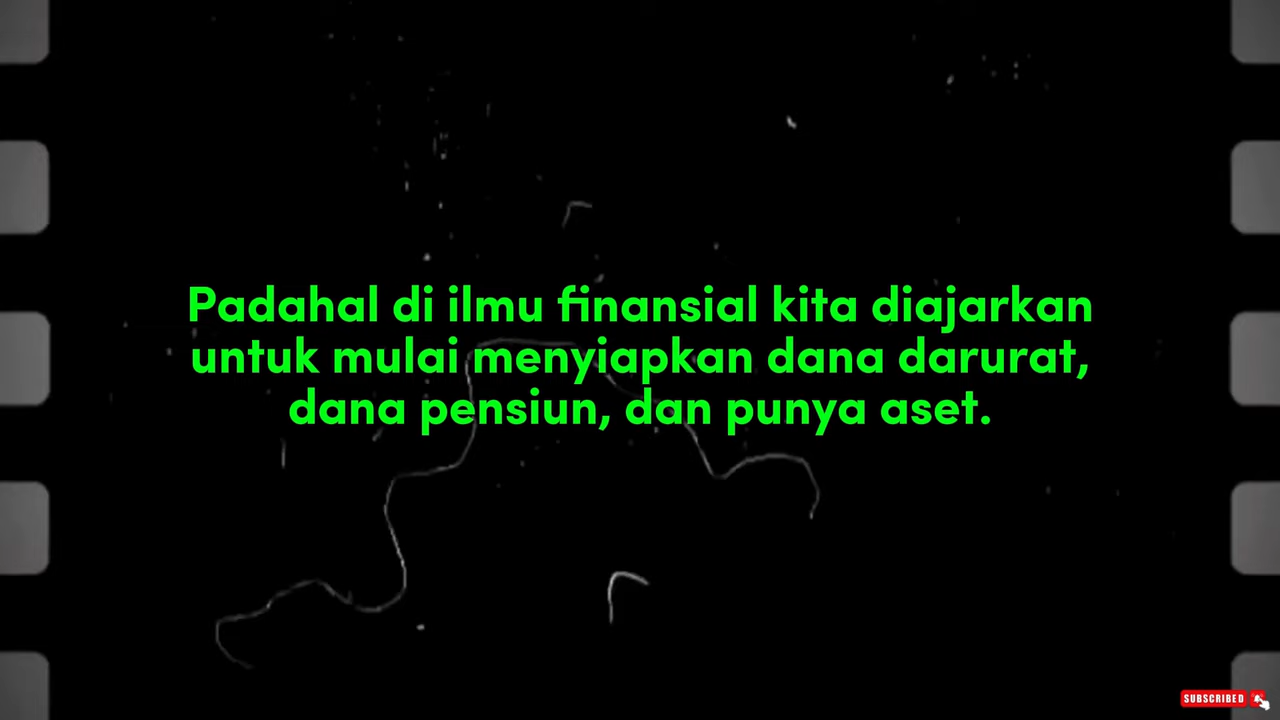 Padahal di ilmu finansial kita diajarkan
untuk mulai menyiapkan dana darurat,
dana pensiun, dan punya aset.
SUBSCRIBED